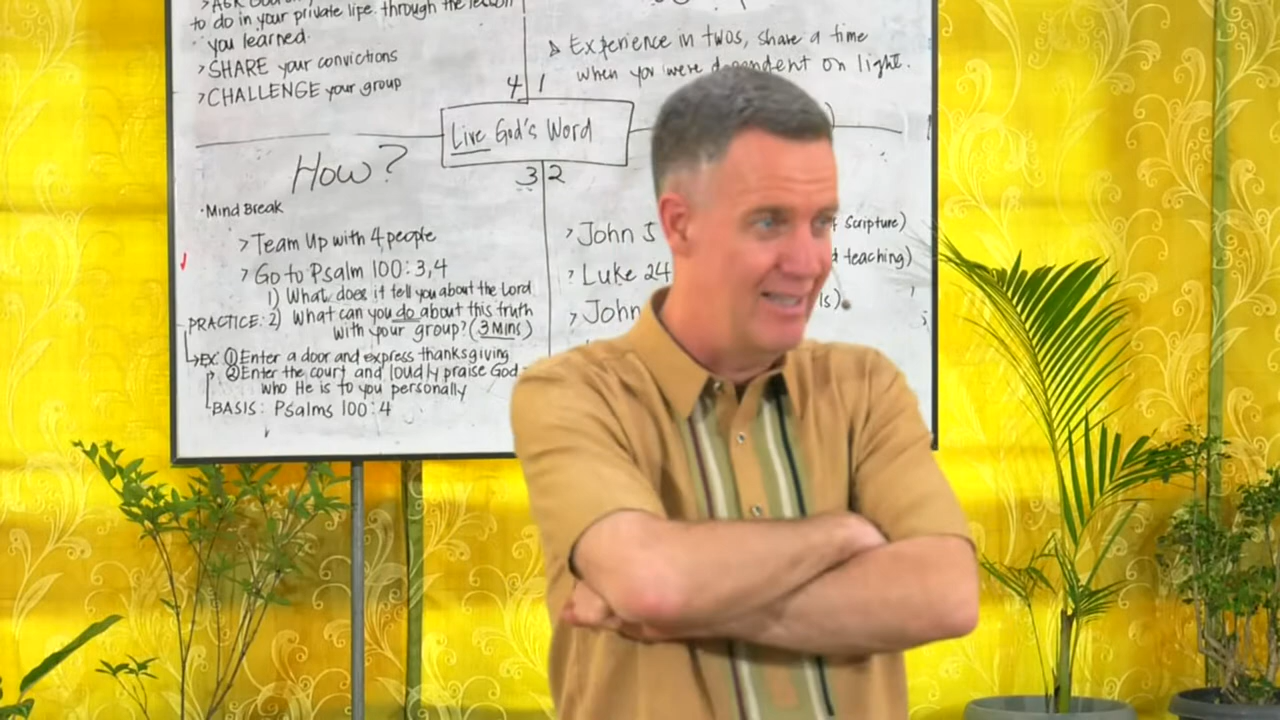 >ASK
to do in your private life through the lesson
you learned.
>SHARE your convictions
>CHALLENGE your group
Experience in twos, share a time
when you were dependent on light.
4 1
Live God's Word
3 2
How?
·Mind Break
>Team Up with 4 people
>Go to Psalm 100:3,4
1) What does it tell you about the Lord
PRACTICE: 2) What can you do about this truth
with your group? (3 Mins)
EX: ① Enter a door and express thanksgiving
② Enter the court and loudly praise God
who He is to you personally
BASIS: Psalms 100:4
>John 5 Scripture)
>Luke 24 teaching)
>John